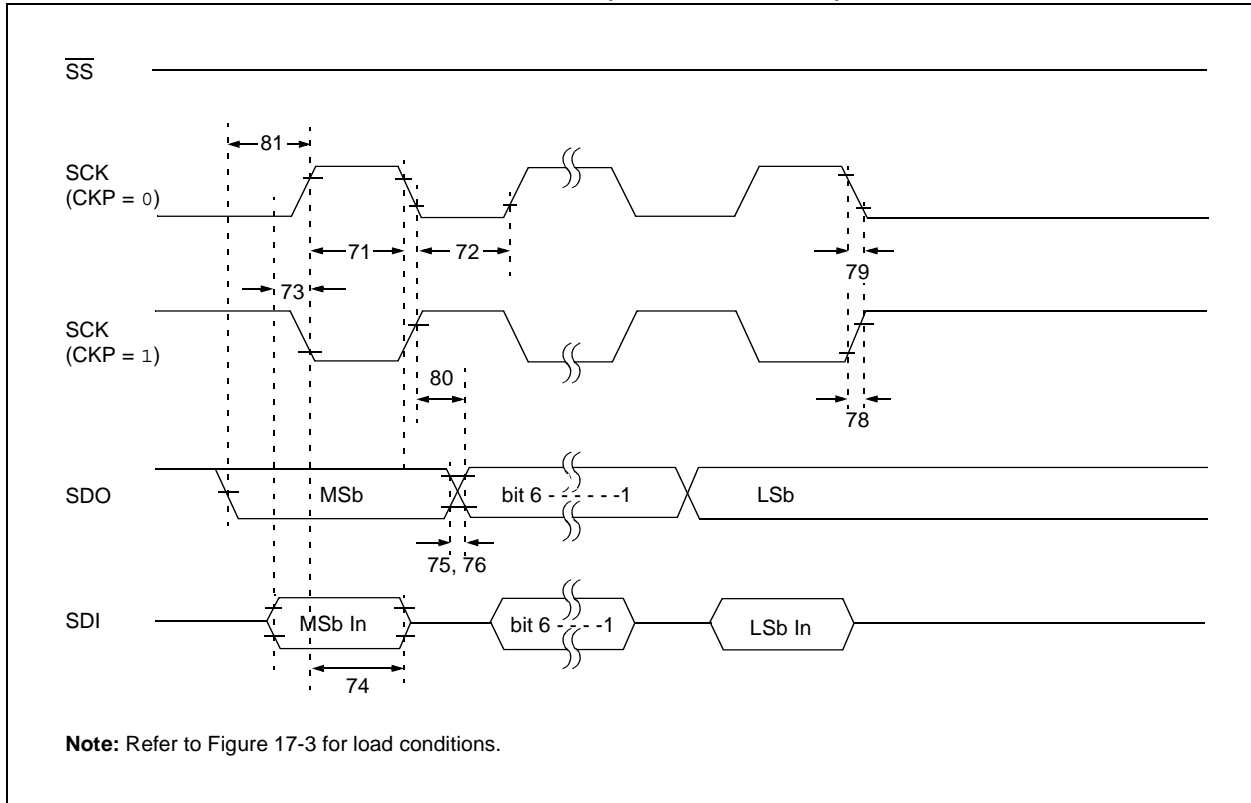 SS
81
SCK
(CKP = 0)
71
72
79
73
SCK
(CKP = 1)
80
78
SDO
MSb
bit 6 - - - - - -1
LSb
75, 76
SDI
MSb In
bit 6 - - - - -1
LSb In
74
Note: Refer to Figure 17-3 for load conditions.